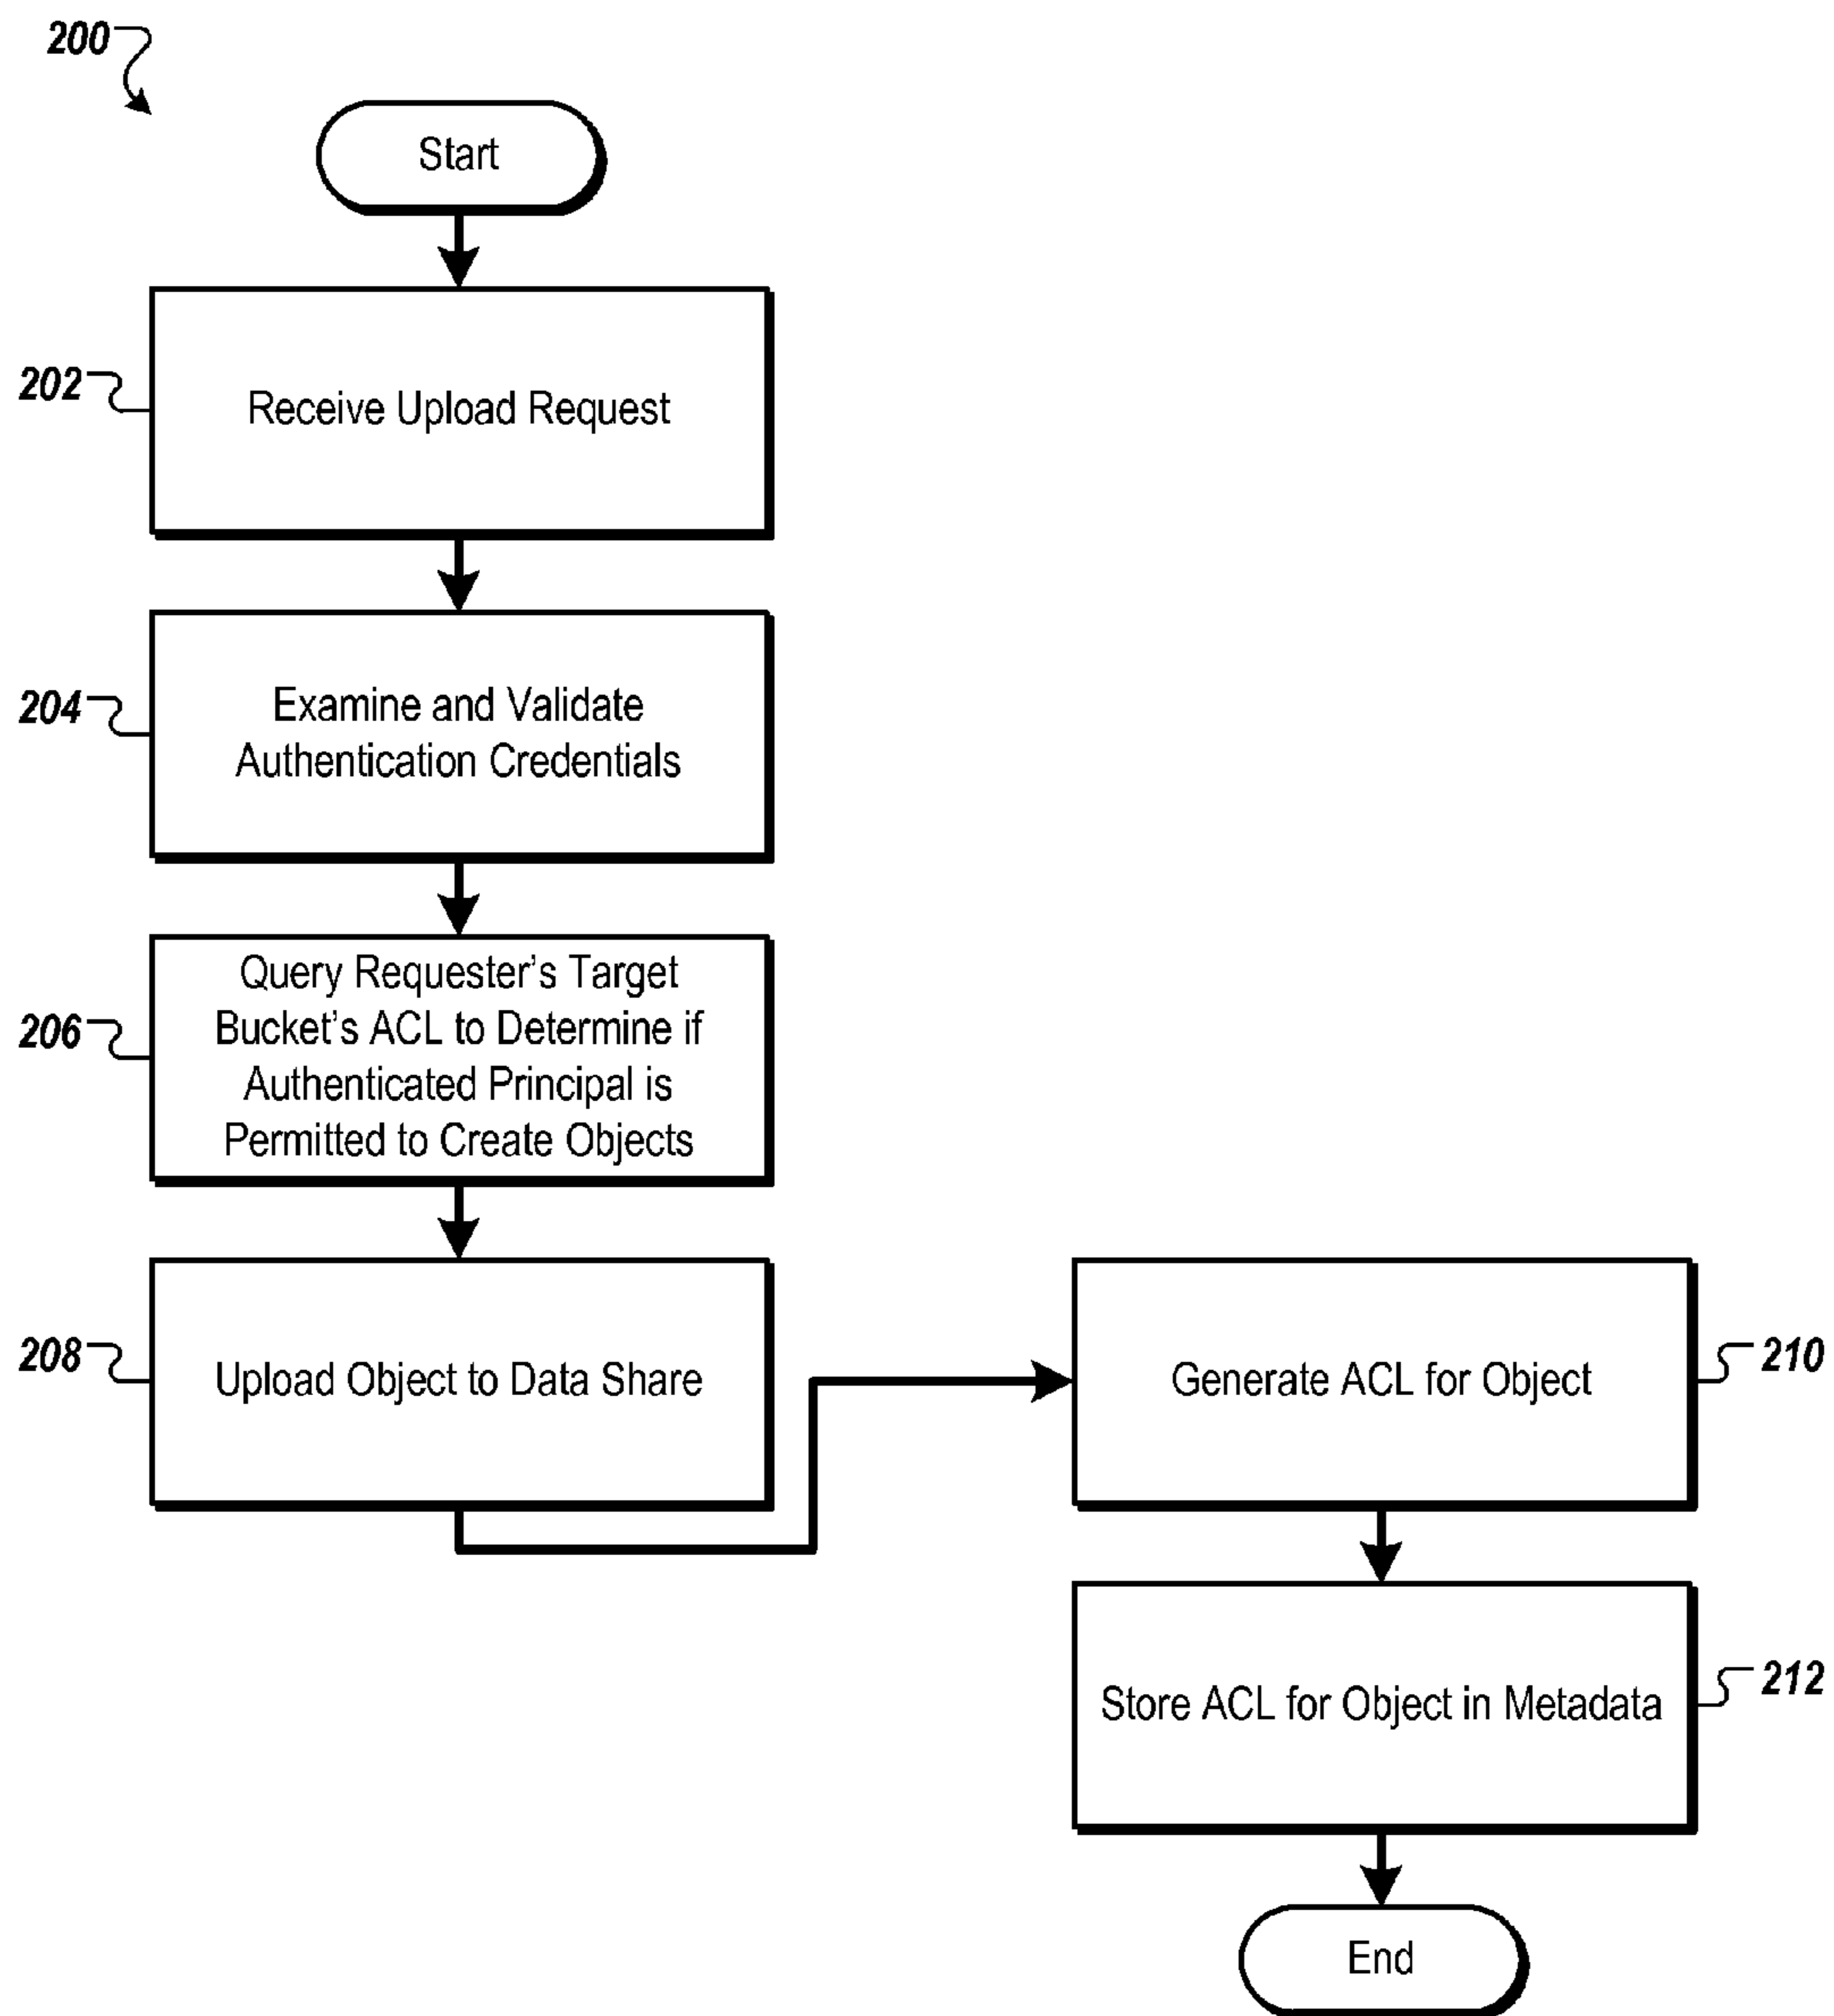 200
Start
202
Receive Upload Request
204
Examine and Validate
Authentication Credentials
206
Query Requester's Target
Bucket's ACL to Determine if
Authenticated Principal is
Permitted to Create Objects
208
Upload Object to Data Share
210
Generate ACL for Object
212
Store ACL for Object in Metadata
End